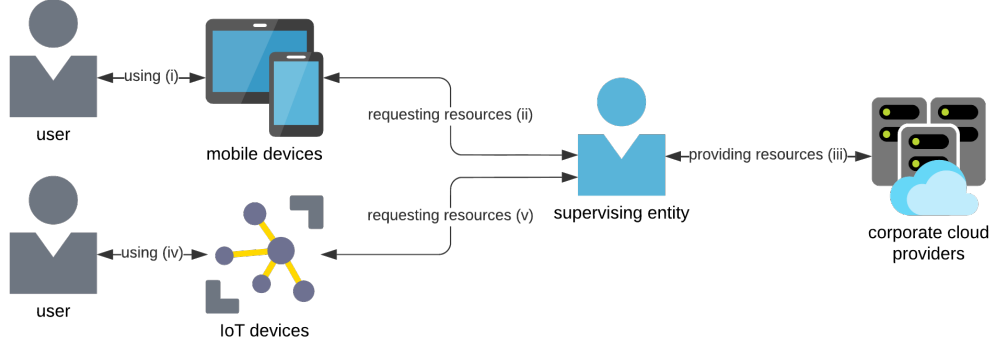 using (i)
user
mobile devices
requesting resources (ii)
providing resources (iii)
supervising entity
corporate cloud
providers
requesting resources (v)
using (iv)
user
IoT devices